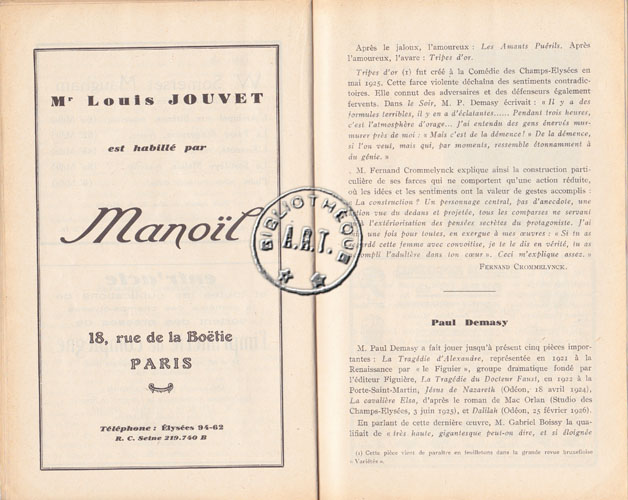 Mr Louis JOUVET
est habillé par
Manoïl
18, rue de la Boëtie
PARIS
Téléphone : Élysées 94-62
R. C. Seine 219.740 B
BIBLIOTHÈQUE
A.R.T.
Après le jaloux, l'amoureux : Les Amants Puérils. Après
l'amoureux, l'avare : Tripes d'or.
Tripes d'or (1) fut créé à la Comédie des Champs-Elysées en
mai 1925. Cette farce violente déchaîna des sentiments contradic-
toires. Elle connut des adversaires et des défenseurs également
fervents. Dans le Soir, M. P. Demasy écrivait : « Il y a des
formules terribles, il y en a d'éclatantes...... Pendant trois heures,
c'est l'atmosphère d'orage... J'ai entendu des gens énervés mur-
murer près de moi : « Mais c'est de la démence! » De la démence,
si l'on veut, mais qui, par moments, ressemble étonnamment à
du génie. »
M. Fernand Crommelynck explique ainsi la construction parti-
culière de ses farces qui ne comportent qu'une action réduite,
où les idées et les sentiments ont la valeur de gestes accomplis :
« La construction ? Un personnage central, pas d'anecdote, une
action vue du dedans et projetée, tous les comparses ne servant
l'extériorisation des pensées secrètes du protagoniste. J'ai
une fois pour toutes, en exergue à mes œuvres : « Si tu as
cette femme avec convoitise, je te le dis en vérité, tu as
l'adultère dans ton cœur ». Ceci m'explique assez. »
FERNAND CROMMELYNCK.
Paul Demasy
M. Paul Demasy a fait jouer jusqu'à présent cinq pièces impor-
tantes : La Tragédie d'Alexandre, représentée en 1921 à la
Renaissance par « le Figuier », groupe dramatique fondé par
l'éditeur Figuière, La Tragédie du Docteur Faust, en 1922 à la
Porte-Saint-Martin, Jésus de Nazareth (Odéon, 18 avril 1924),
La cavalière Elsa, d'après le roman de Mac Orlan (Studio des
Champs-Elysées, 3 juin 1925), et Dalilah (Odéon, 25 février 1926).
En parlant de cette dernière œuvre, M. Gabriel Boissy la qua-
lifiait de « très haute, gigantesque peut-on dire, et si éloignée
(1) Cette pièce vient de paraître en feuilletons dans la grande revue bruxelloise
« Variétés ».